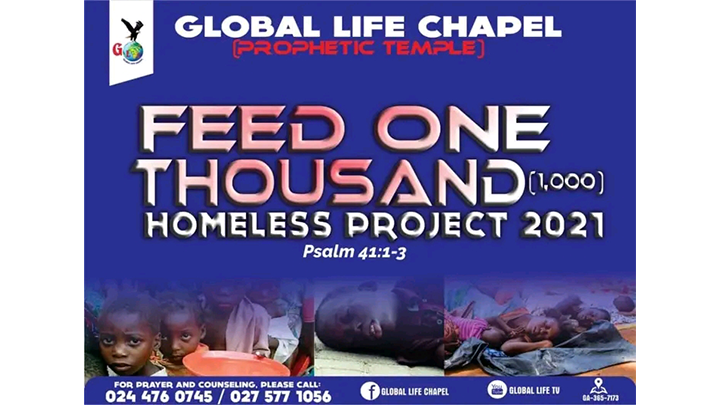 GLOBAL LIFE CHAPEL
(PROPHETIC TEMPLE)
FEED ONE
THOUSAND (1,000)
HOMELESS PROJECT 2021
Psalm 41:1-3
FOR PRAYER AND COUNSELING, PLEASE CALL:
024 476 0745 / 027 577 1056
GLOBAL LIFE CHAPEL
You
GLOBAL LIFE TV
GA-365-7173